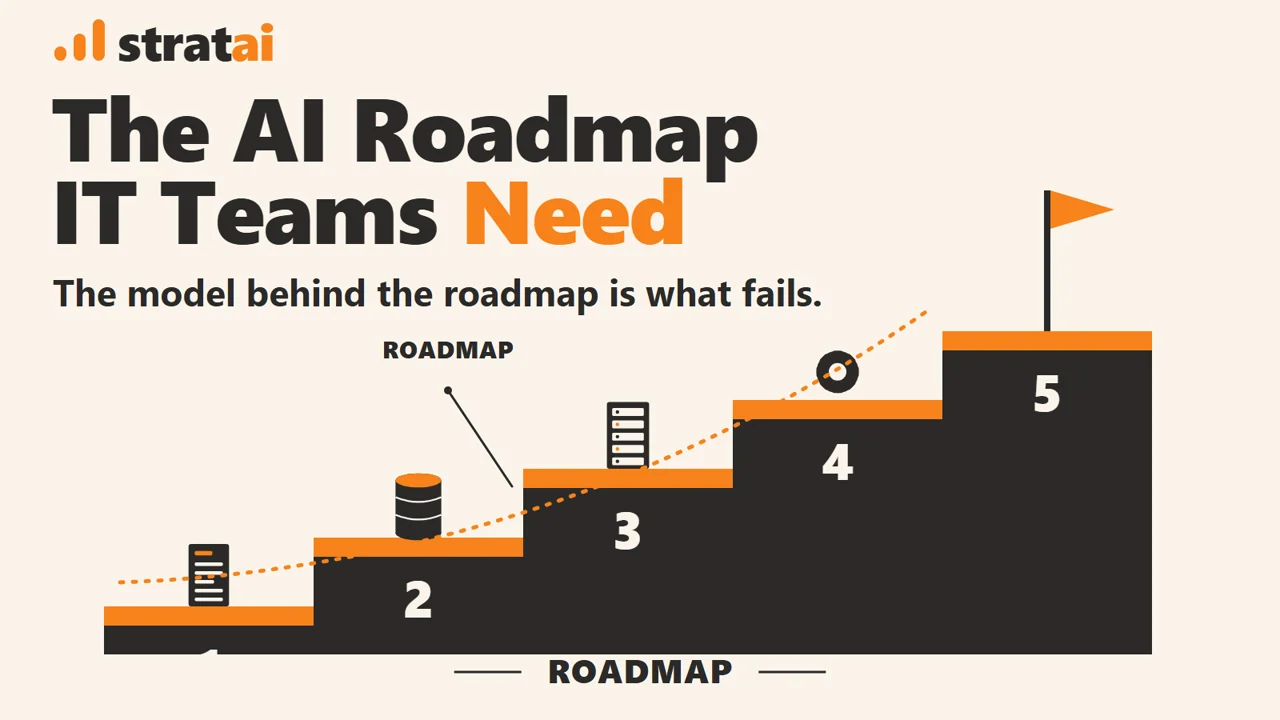 stratai
The AI Roadmap
IT Teams Need
The model behind the roadmap is what fails.
ROADMAP
5
4
3
2
ROADMAP